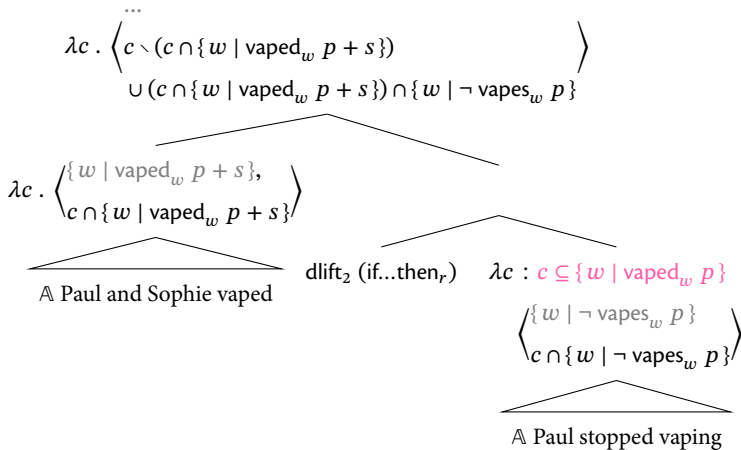 ...
λc . ⟨c ∖ (c ∩ {w | vaped_w p + s})
∪ (c ∩ {w | vaped_w p + s}) ∩ {w | ¬ vapes_w p}⟩
λc . ⟨{w | vaped_w p + s},
c ∩ {w | vaped_w p + s}⟩
𝔸 Paul and Sophie vaped
dlift₂ (if...then_r)
λc : c ⊆ {w | vaped_w p}
⟨{w | ¬ vapes_w p}
c ∩ {w | ¬ vapes_w p}⟩
𝔸 Paul stopped vaping